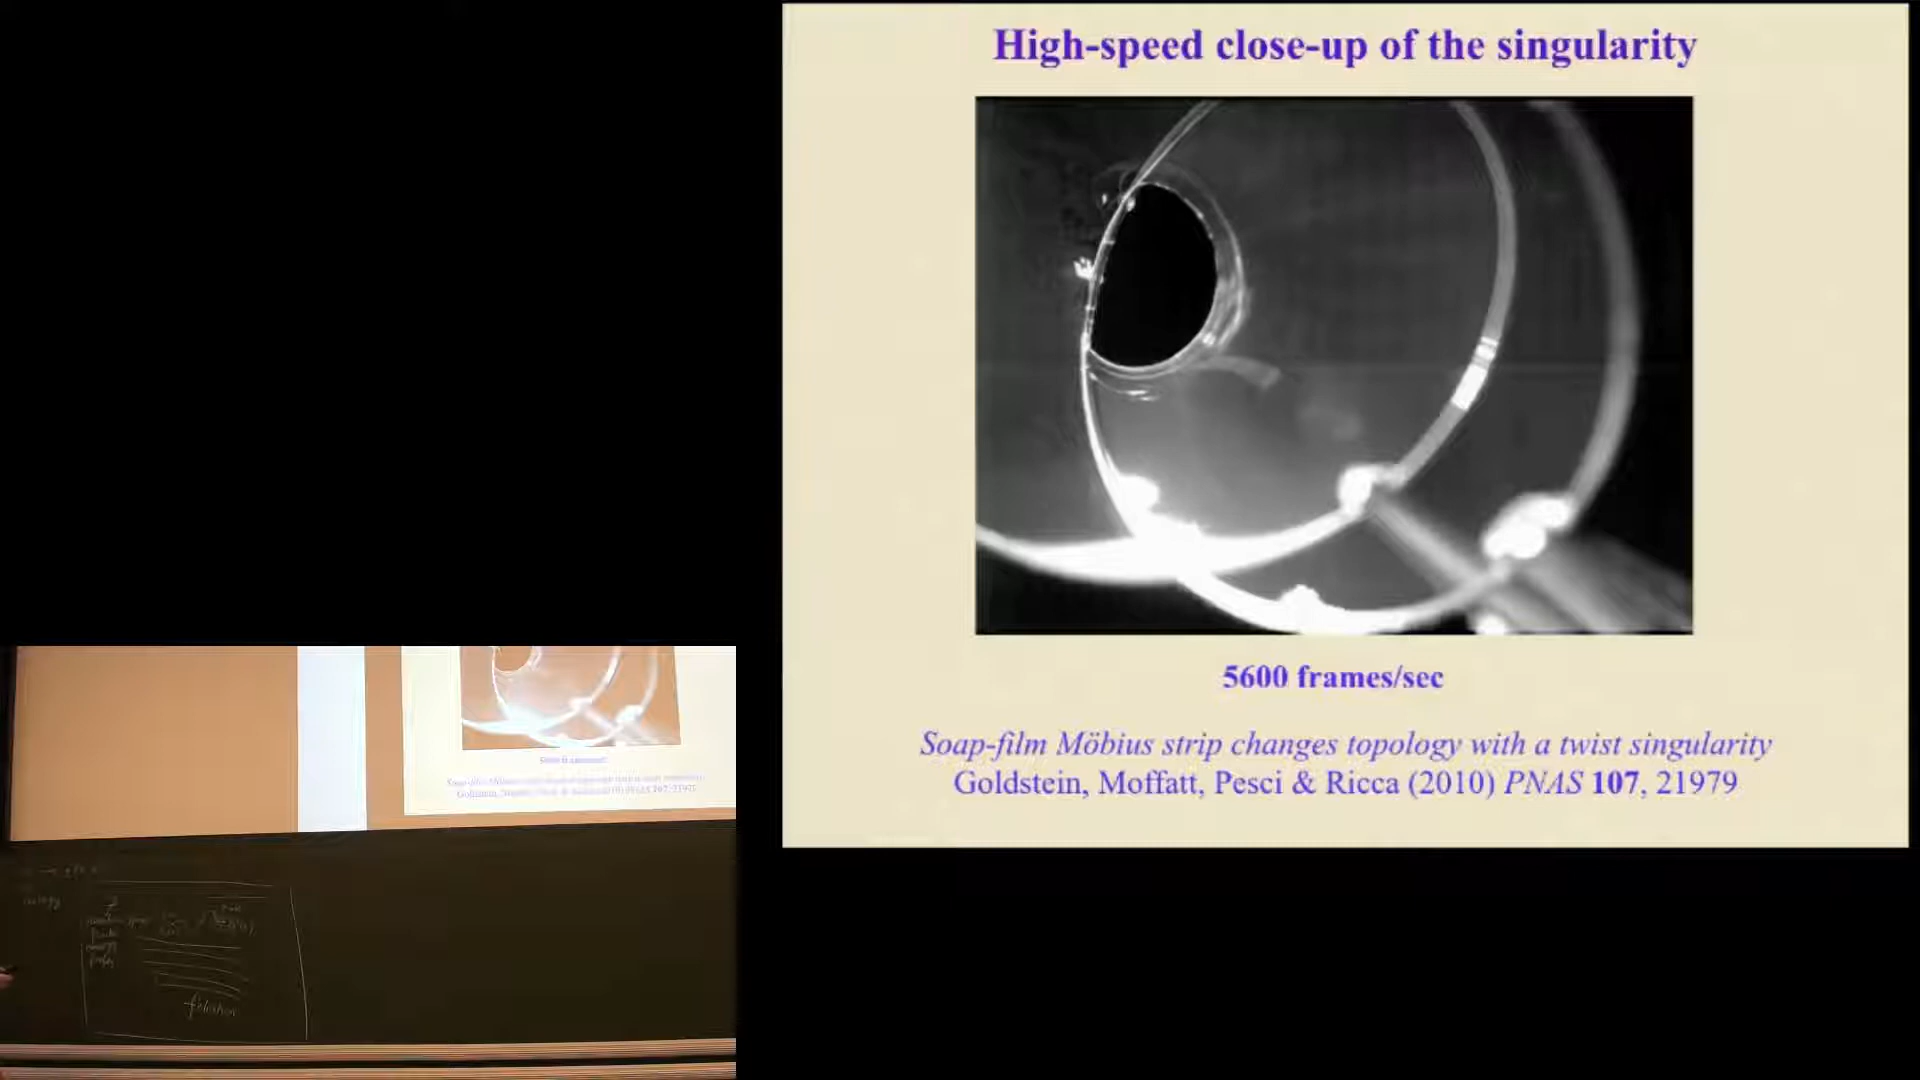 High-speed close-up of the singularity
5600 frames/sec
Soap-film Möbius strip changes topology with a twist singularity
Goldstein, Moffatt, Pesci & Ricca (2010) PNAS 107, 21979